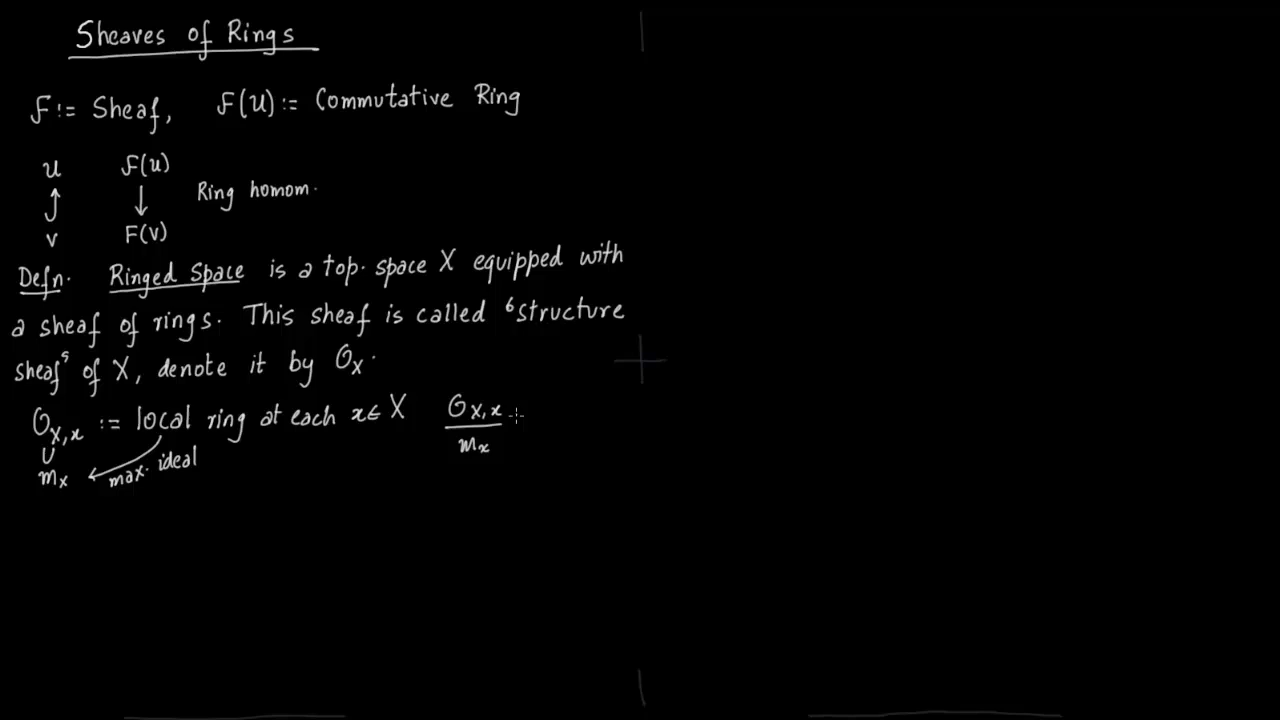 Sheaves of Rings
F := Sheaf, F(U) := Commutative Ring
U F(U)
↑ ↓ Ring homom.
V F(V)
Defn. Ringed Space is a top. space X equipped with
a sheaf of rings. This sheaf is called 'structure
sheaf' of X, denote it by O_X.
O_{X,x} := local ring at each x ∈ X O_{X,x}
∪ m_x
m_x ← max. ideal